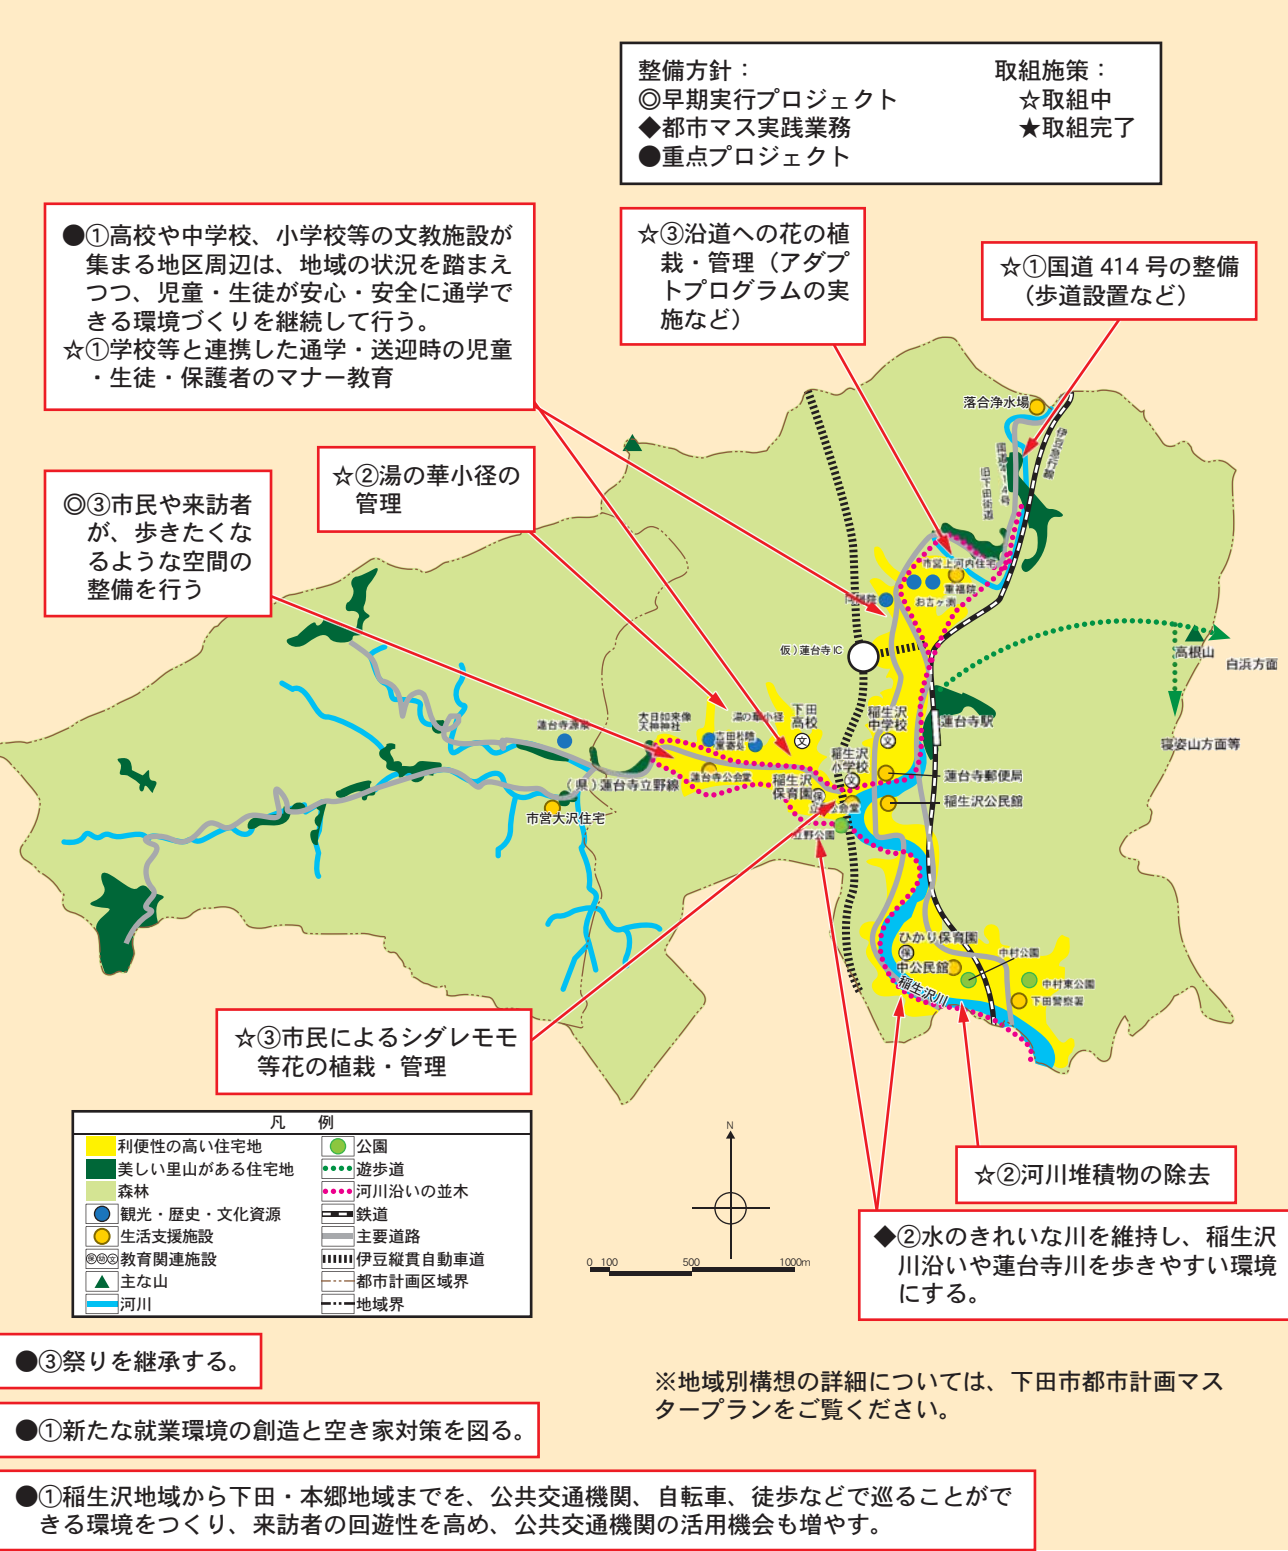 整備方針： 取組施策：
◎早期実行プロジェクト ☆取組中
◆都市マス実践業務 ★取組完了
●重点プロジェクト
●①高校や中学校、小学校等の文教施設が
集まる地区周辺は、地域の状況を踏まえ
つつ、児童・生徒が安心・安全に通学で
きる環境づくりを継続して行う。
☆①学校等と連携した通学・送迎時の児童
・生徒・保護者のマナー教育
☆③沿道への花の植
栽・管理（アダプ
トプログラムの実
施など）
☆①国道 414 号の整備
（歩道設置など）
☆②湯の華小径の
管理
◎③市民や来訪者
が、歩きたくな
るような空間の
整備を行う
落合浄水場
伊豆急行線
国道414号
旧下田街道
市営上河内住宅
重福院
お吉ヶ淵
仮）蓮台寺IC
高根山
白浜方面
寝姿山方面等
蓮台寺駅
下田
高校
文
稲生沢
中学校
文
稲生沢
小学校
文
大日如来像
天神神社
湯の華小径
吉田松陰
寓寄処
蓮台寺源泉
蓮台寺公会堂
（県）蓮台寺立野線
稲生沢
保育園
保
立野公会堂
立野公園
蓮台寺郵便局
稲生沢公民館
市営大沢住宅
ひかり保育園
保
中公民館
中村公園
中村東公園
下田警察署
稲生沢川
☆③市民によるシダレモモ
等花の植栽・管理
凡 例
利便性の高い住宅地
美しい里山がある住宅地
森林
観光・歴史・文化資源
生活支援施設
保幼文 教育関連施設
主な山
河川
公園
遊歩道
河川沿いの並木
鉄道
主要道路
伊豆縦貫自動車道
都市計画区域界
地域界
N
0 100 500 1000m
☆②河川堆積物の除去
◆②水のきれいな川を維持し、稲生沢
川沿いや蓮台寺川を歩きやすい環境
にする。
●③祭りを継承する。
※地域別構想の詳細については、下田市都市計画マス
タープランをご覧ください。
●①新たな就業環境の創造と空き家対策を図る。
●①稲生沢地域から下田・本郷地域までを、公共交通機関、自転車、徒歩などで巡ることがで
きる環境をつくり、来訪者の回遊性を高め、公共交通機関の活用機会も増やす。